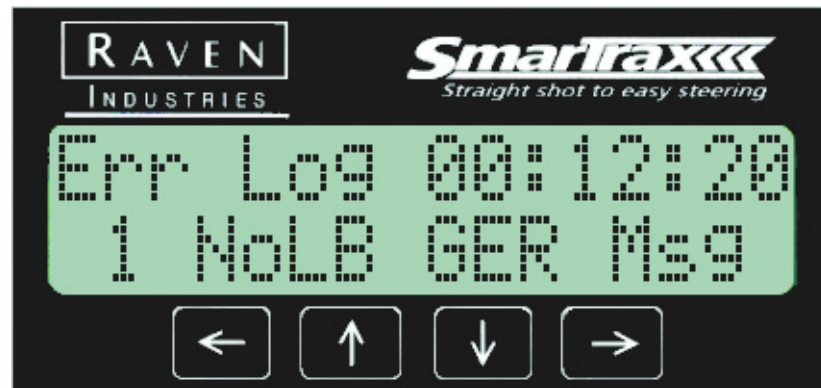 RAVEN
INDUSTRIES
SmarTrax
Straight shot to easy steering
Err Log 00:12:20
1 NoLB GER Msg